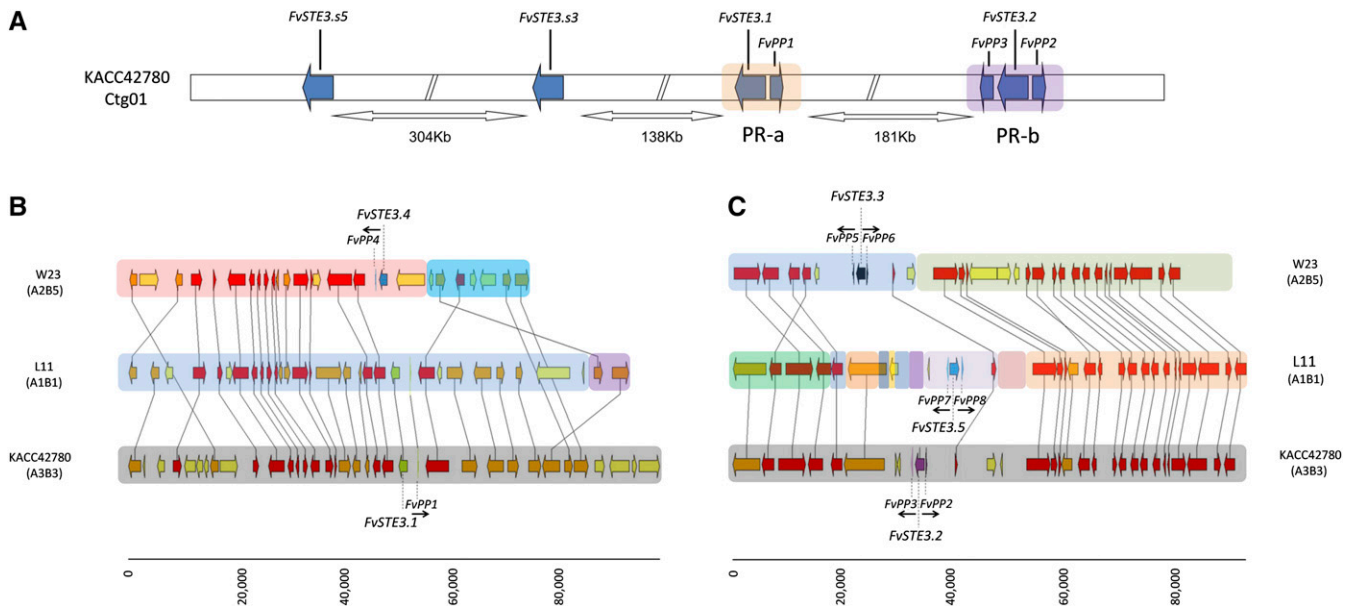 A
FvSTE3.s5
FvSTE3.s3
FvSTE3.1
FvPP1
FvSTE3.2
FvPP3
FvPP2
KACC42780
Ctg01
304Kb
138Kb
PR-a
181Kb
PR-b
B
FvSTE3.4
FvPP4
W23
(A2B5)
L11
(A1B1)
KACC42780
(A3B3)
FvPP1
FvSTE3.1
0
20,000
40,000
60,000
80,000
C
FvSTE3.3
FvPP5
FvPP6
W23
(A2B5)
L11
(A1B1)
FvPP7
FvPP8
FvSTE3.5
KACC42780
(A3B3)
FvPP3
FvPP2
FvSTE3.2
0
20,000
40,000
60,000
80,000